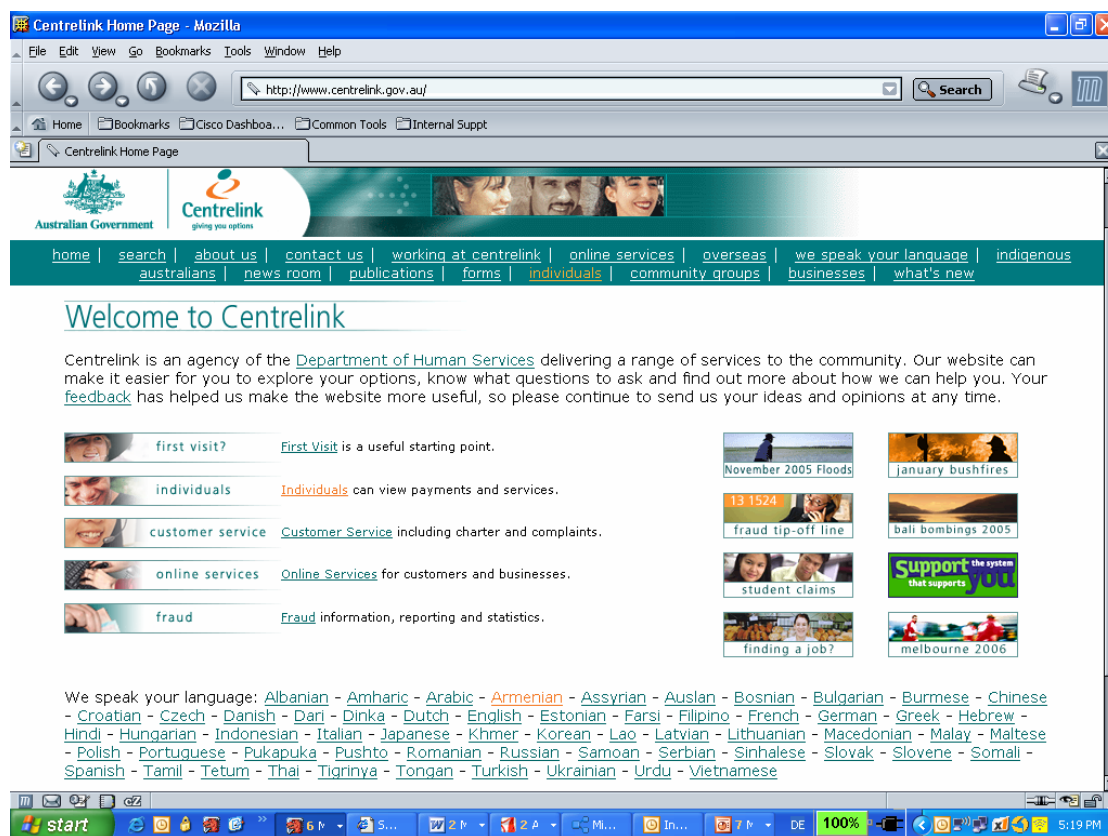 Centrelink Home Page - Mozilla
File Edit View Go Bookmarks Tools Window Help
http://www.centrelink.gov.au/ Search
Home Bookmarks Cisco Dashboa... Common Tools Internal Suppt
Centrelink Home Page
Australian Government
Centrelink
giving you options
home | search | about us | contact us | working at centrelink | online services | overseas | we speak your language | indigenous
australians | news room | publications | forms | individuals | community groups | businesses | what's new
Welcome to Centrelink
Centrelink is an agency of the Department of Human Services delivering a range of services to the community. Our website can
make it easier for you to explore your options, know what questions to ask and find out more about how we can help you. Your
feedback has helped us make the website more useful, so please continue to send us your ideas and opinions at any time.
first visit? First Visit is a useful starting point.
individuals Individuals can view payments and services.
customer service Customer Service including charter and complaints.
online services Online Services for customers and businesses.
fraud Fraud information, reporting and statistics.
November 2005 Floods
january bushfires
13 1524
fraud tip-off line
bali bombings 2005
student claims
Support the system
that supports you
finding a job?
melbourne 2006
We speak your language: Albanian - Amharic - Arabic - Armenian - Assyrian - Auslan - Bosnian - Bulgarian - Burmese - Chinese
- Croatian - Czech - Danish - Dari - Dinka - Dutch - English - Estonian - Farsi - Filipino - French - German - Greek - Hebrew -
Hindi - Hungarian - Indonesian - Italian - Japanese - Khmer - Korean - Lao - Latvian - Lithuanian - Macedonian - Malay - Maltese
- Polish - Portuguese - Pukapuka - Pushto - Romanian - Russian - Samoan - Serbian - Sinhalese - Slovak - Slovene - Somali -
Spanish - Tamil - Tetum - Thai - Tigrinya - Tongan - Turkish - Ukrainian - Urdu - Vietnamese
start S... Mi... In... DE 100% 5:19 PM